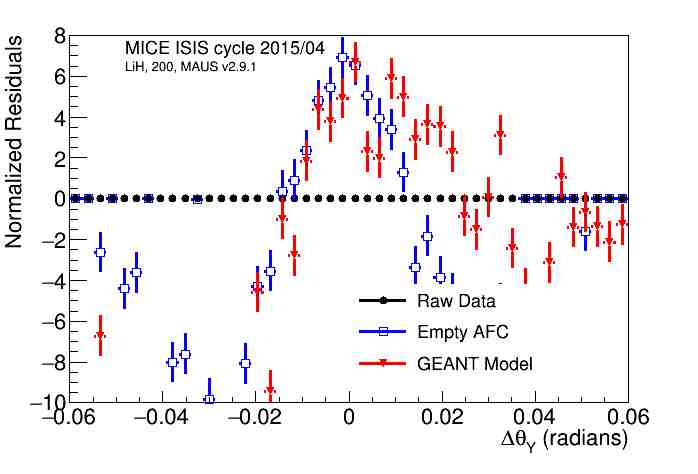 MICE ISIS cycle 2015/04
LiH, 200, MAUS v2.9.1
Normalized Residuals
8
6
4
2
0
−2
−4
−6
−8
−10
Raw Data
Empty AFC
GEANT Model
−0.06 −0.04 −0.02 0 0.02 0.04 0.06
Δθ_Y (radians)